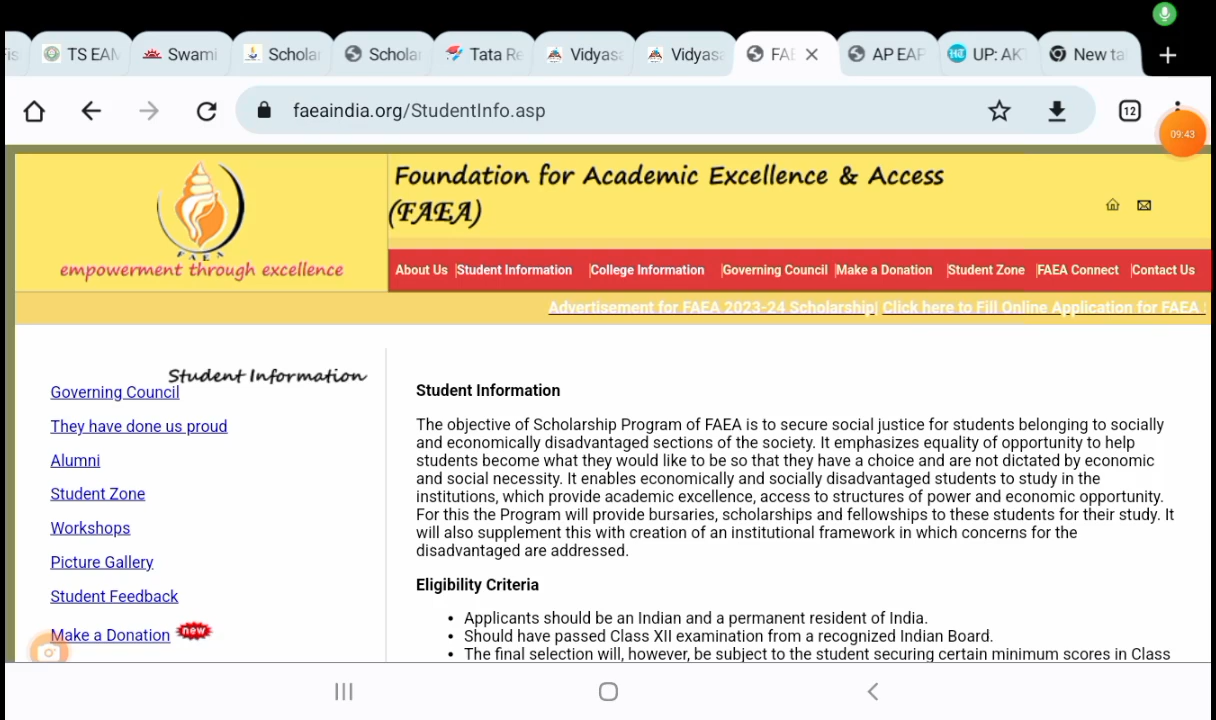 TS EAM
Swami
Scholar
Scholar
Tata Re
Vidyasa
Vidyasa
FAE
AP EAP
UP: AK
New ta
faeaindia.org/StudentInfo.asp
12
09:43
Foundation for Academic Excellence & Access
(FAEA)
FAEA
empowerment through excellence
About Us |Student Information |College Information |Governing Council |Make a Donation |Student Zone |FAEA Connect |Contact Us
Advertisement for FAEA 2023-24 Scholarship| Click here to Fill Online Application for FAEA
Student Information
Governing Council
They have done us proud
Alumni
Student Zone
Workshops
Picture Gallery
Student Feedback
Make a Donation new
Student Information
The objective of Scholarship Program of FAEA is to secure social justice for students belonging to socially
and economically disadvantaged sections of the society. It emphasizes equality of opportunity to help
students become what they would like to be so that they have a choice and are not dictated by economic
and social necessity. It enables economically and socially disadvantaged students to study in the
institutions, which provide academic excellence, access to structures of power and economic opportunity.
For this the Program will provide bursaries, scholarships and fellowships to these students for their study. It
will also supplement this with creation of an institutional framework in which concerns for the
disadvantaged are addressed.
Eligibility Criteria
• Applicants should be an Indian and a permanent resident of India.
• Should have passed Class XII examination from a recognized Indian Board.
• The final selection will, however, be subject to the student securing certain minimum scores in Class